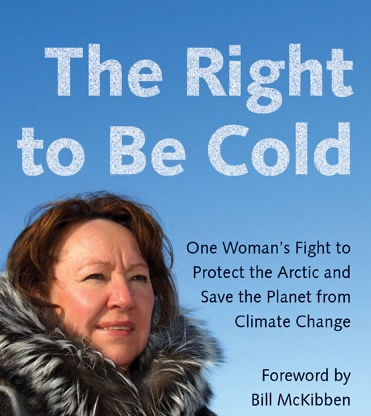 The Right
to Be Cold
One Woman's Fight to
Protect the Arctic and
Save the Planet from
Climate Change
Foreword by
Bill McKibben